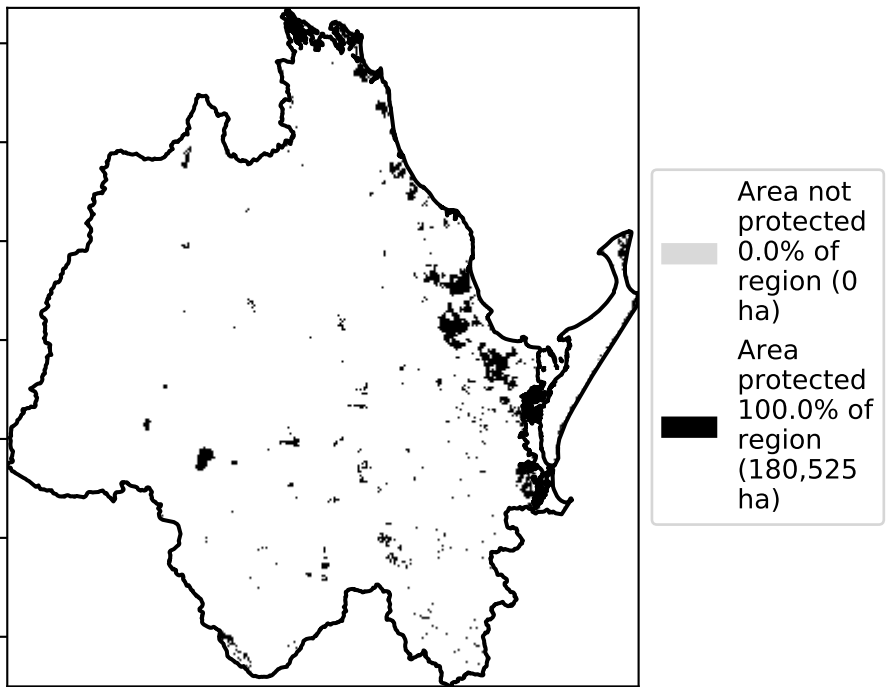 Area not
protected
0.0% of
region (0
ha)
Area
protected
100.0% of
region
(180,525
ha)